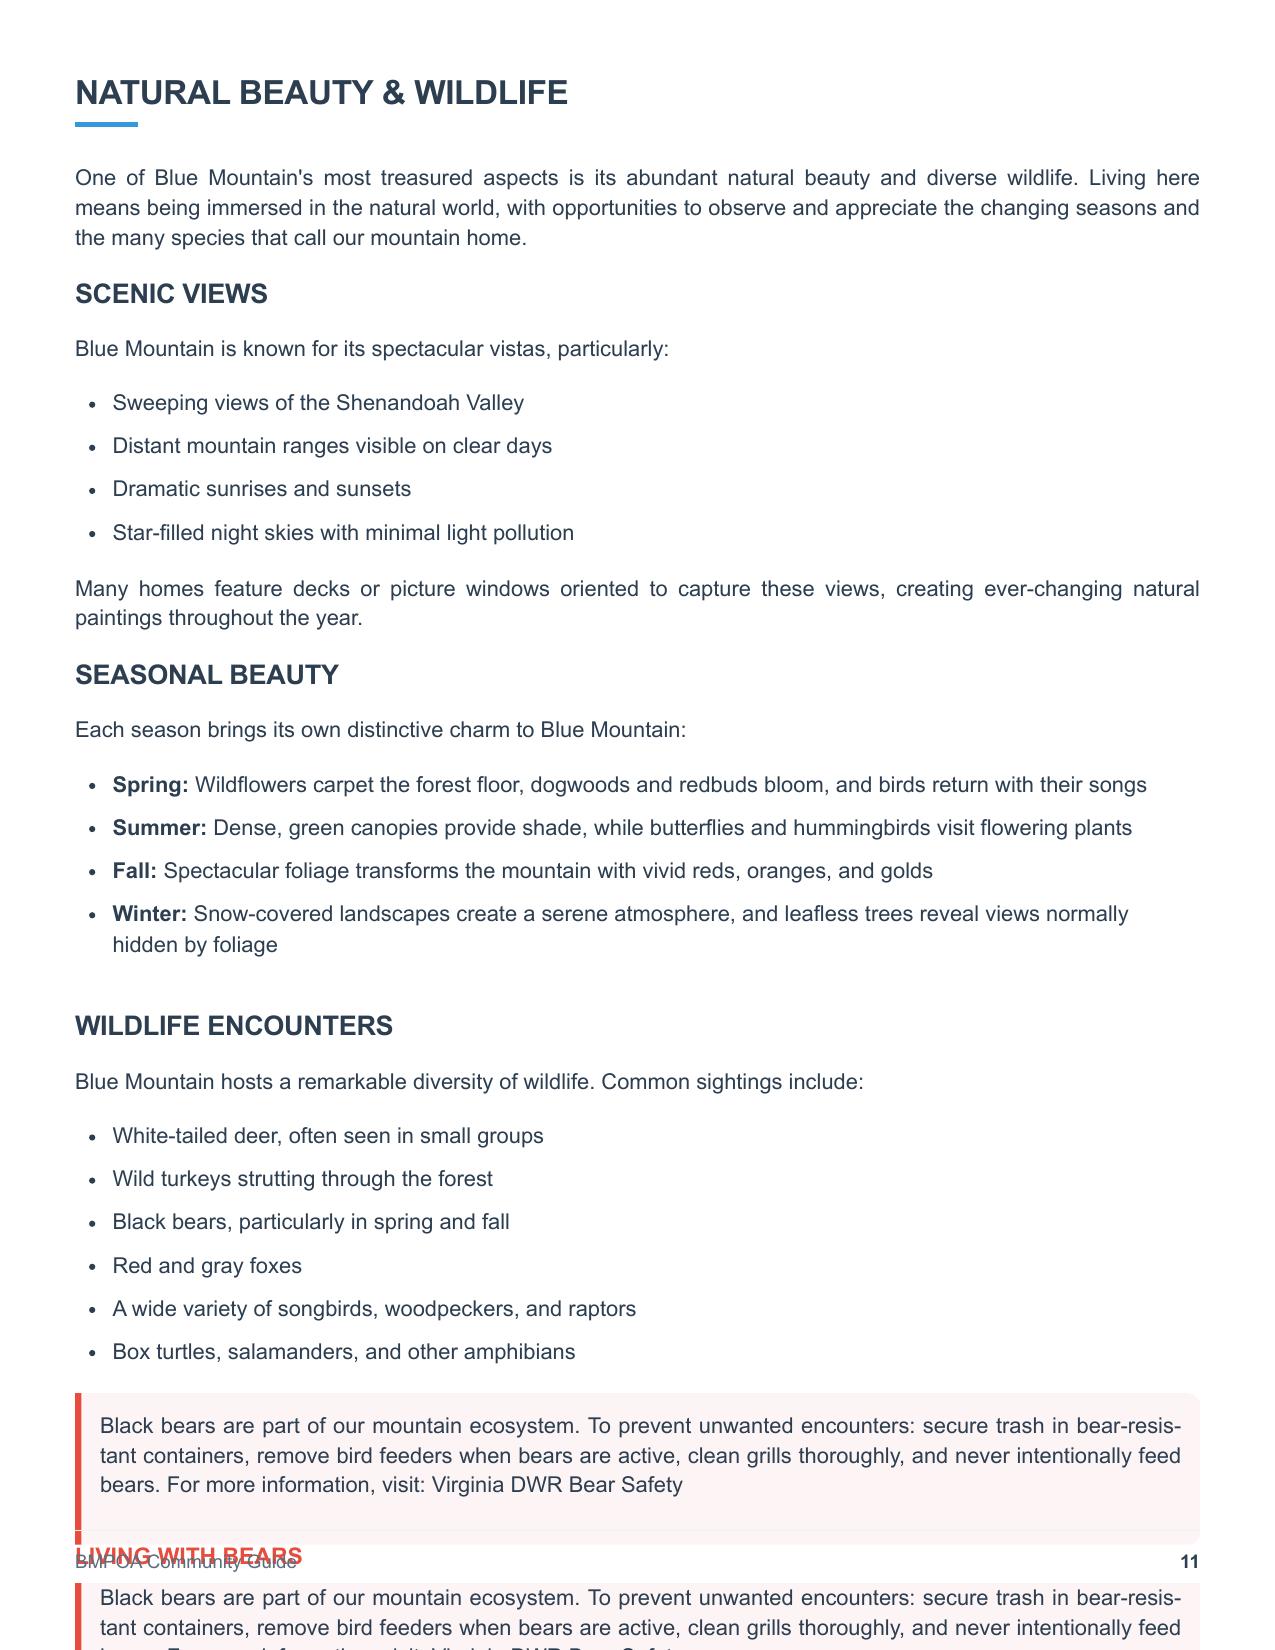 NATURAL BEAUTY & WILDLIFE
One of Blue Mountain's most treasured aspects is its abundant natural beauty and diverse wildlife. Living here
means being immersed in the natural world, with opportunities to observe and appreciate the changing seasons and
the many species that call our mountain home.
SCENIC VIEWS
Blue Mountain is known for its spectacular vistas, particularly:
• Sweeping views of the Shenandoah Valley
• Distant mountain ranges visible on clear days
• Dramatic sunrises and sunsets
• Star-filled night skies with minimal light pollution
Many homes feature decks or picture windows oriented to capture these views, creating ever-changing natural
paintings throughout the year.
SEASONAL BEAUTY
Each season brings its own distinctive charm to Blue Mountain:
• Spring: Wildflowers carpet the forest floor, dogwoods and redbuds bloom, and birds return with their songs
• Summer: Dense, green canopies provide shade, while butterflies and hummingbirds visit flowering plants
• Fall: Spectacular foliage transforms the mountain with vivid reds, oranges, and golds
• Winter: Snow-covered landscapes create a serene atmosphere, and leafless trees reveal views normally
hidden by foliage
WILDLIFE ENCOUNTERS
Blue Mountain hosts a remarkable diversity of wildlife. Common sightings include:
• White-tailed deer, often seen in small groups
• Wild turkeys strutting through the forest
• Black bears, particularly in spring and fall
• Red and gray foxes
• A wide variety of songbirds, woodpeckers, and raptors
• Box turtles, salamanders, and other amphibians
Black bears are part of our mountain ecosystem. To prevent unwanted encounters: secure trash in bear-resis-
tant containers, remove bird feeders when bears are active, clean grills thoroughly, and never intentionally feed
bears. For more information, visit: Virginia DWR Bear Safety
LIVING WITH BEARS
BMPOA Community Guide 11
Black bears are part of our mountain ecosystem. To prevent unwanted encounters: secure trash in bear-resis-
tant containers, remove bird feeders when bears are active, clean grills thoroughly, and never intentionally feed